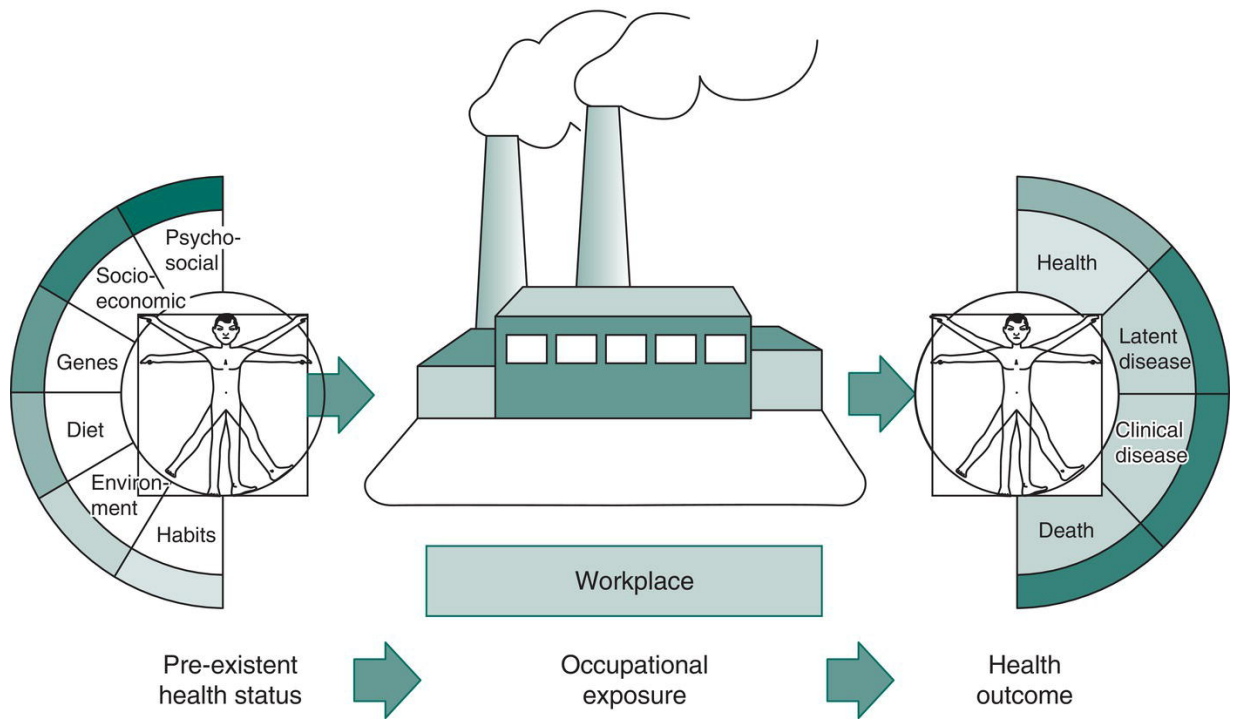 Psycho-
social
Socio-
economic
Genes
Diet
Environ-
ment
Habits
Health
Latent
disease
Clinical
disease
Death
Workplace
Pre-existent
health status
Occupational
exposure
Health
outcome